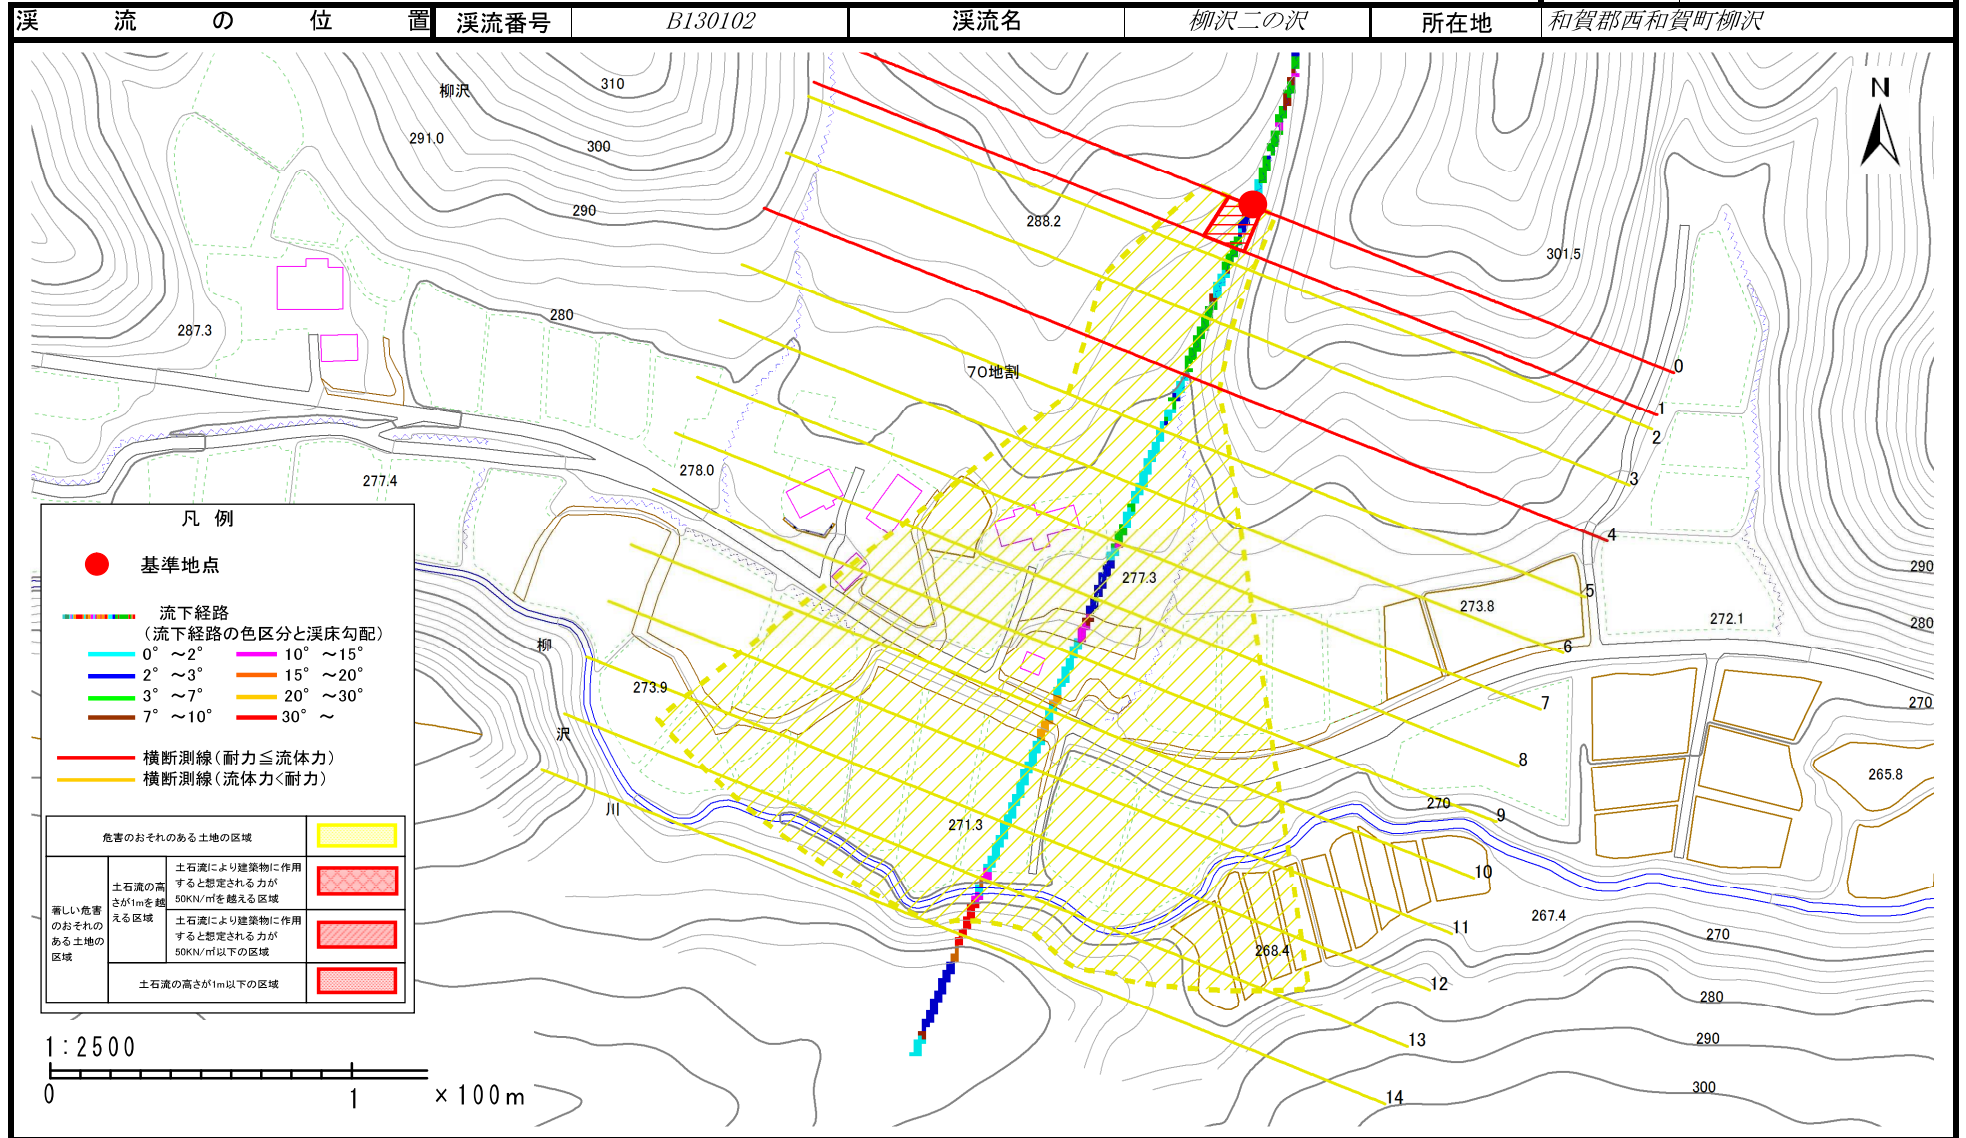 渓流の位置 渓流番号 B130102 渓流名 柳沢二の沢 所在地 和賀郡西和賀町柳沢
柳沢
310
291.0
300
N
290
288.2
301.5
287.3
280
70地割
0
1
2
278.0
277.4
3
4
凡 例
基準地点
流下経路
(流下経路の色区分と渓床勾配)
0° ～2° 10° ～15°
2° ～3° 15° ～20°
3° ～7° 20° ～30°
7° ～10° 30° ～
横断測線(耐力≦流体力)
横断測線(流体力<耐力)
危害のおそれのある土地の区域
著しい危害
のおそれの
ある土地の
区域
土石流の高
さが1mを越
える区域
土石流により建築物に作用
すると想定される力が
50KN/㎡を越える区域
土石流により建築物に作用
すると想定される力が
50KN/㎡以下の区域
土石流の高さが1m以下の区域
290
277.3
5
273.8
272.1
280
柳
6
273.9
7
270
沢
8
265.8
川
270
9
271.3
10
267.4
11
270
268.4
12
280
13
290
300
14
1:2500
0 1 ×100m